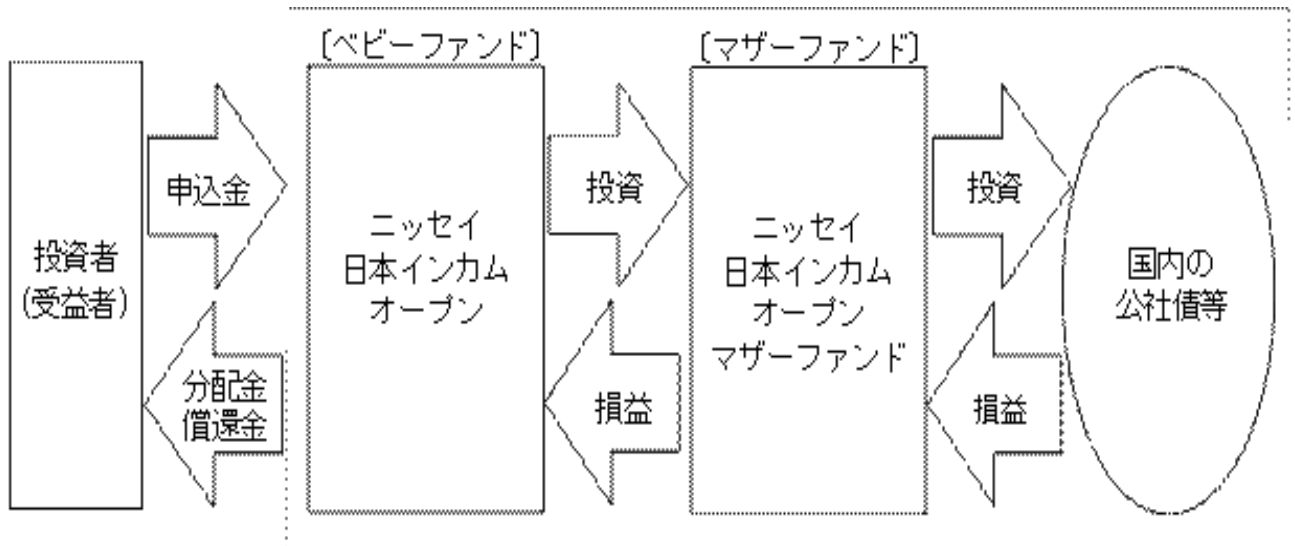 〔ベビーファンド〕
〔マザーファンド〕
投資者
(受益者)
申込金
分配金
償還金
ニッセイ
日本インカム
オープン
投資
損益
ニッセイ
日本インカム
オープン
マザーファンド
投資
損益
国内の
公社債等